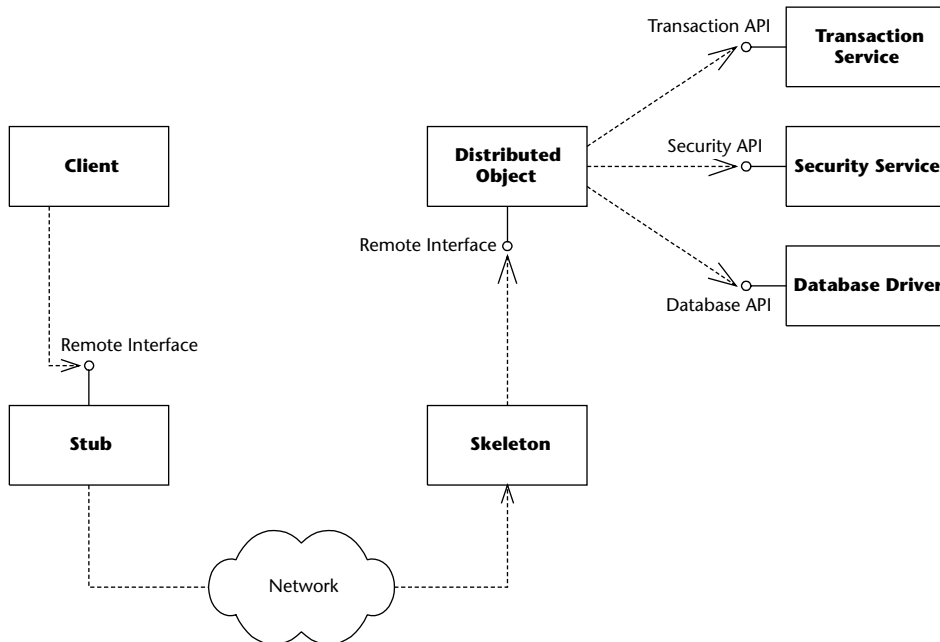 Transaction API
Transaction
Service
Client
Distributed
Object
Security API
Security Service
Remote Interface
Database API
Database Driver
Remote Interface
Stub
Skeleton
Network